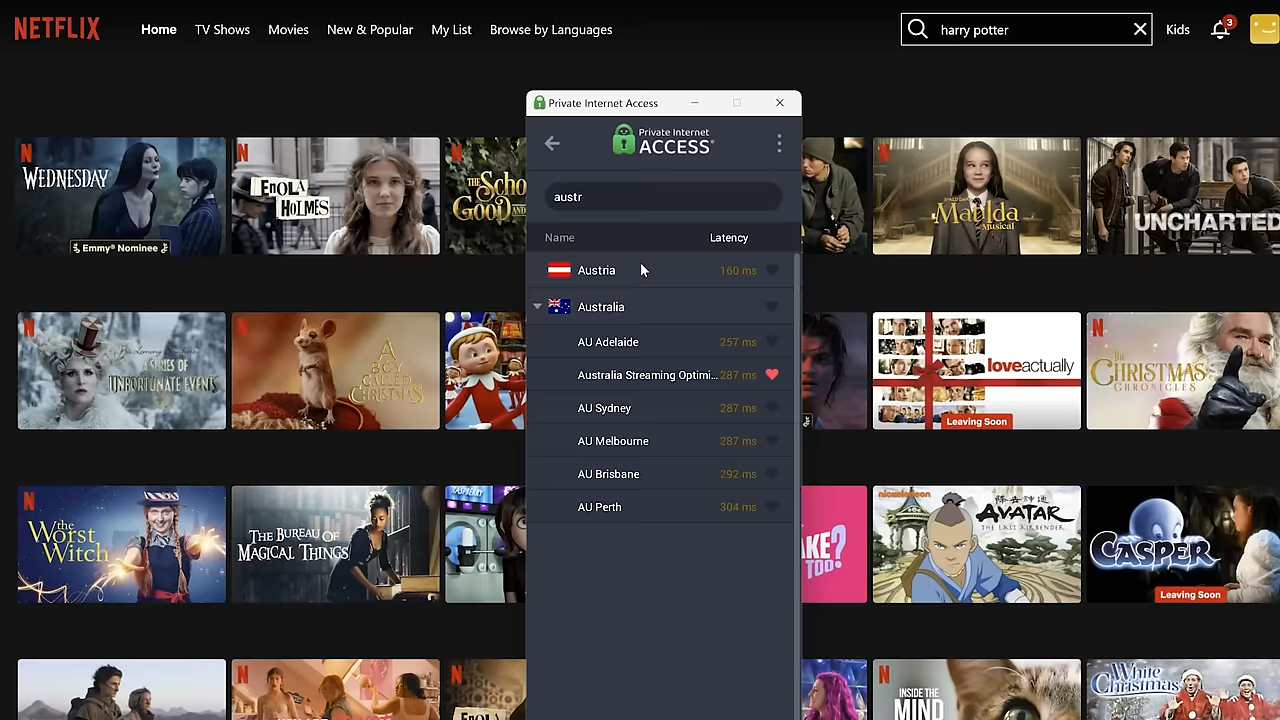 NETFLIX
Home
TV Shows
Movies
New & Popular
My List
Browse by Languages
harry potter
Kids
3
Private Internet Access
Private Internet
ACCESS
austr
Name
Latency
Austria
160 ms
Australia
AU Adelaide
257 ms
Australia Streaming Optimi...
287 ms
AU Sydney
287 ms
AU Melbourne
287 ms
AU Brisbane
292 ms
AU Perth
304 ms
N
WEDNESDAY
Emmy® Nominee
N
ENOLA
HOLMES
N
THE
GOOD AND
N
ROALD DAHL'S
Matilda
Musical
UNCHARTED
N
A SERIES OF
UNFORTUNATE EVENTS
A
BOY
CALLED
CHRISTMAS
love actually
Leaving Soon
N
THE
CHRISTMAS
CHRONICLES
N
the
Worst
Witch
THE BUREAU OF
MAGICAL THINGS
RASPBERRY
TOO!
nickelodeon
AVATAR
THE LAST AIRBENDER
CASPER
Leaving Soon
N
N
N
INSIDE THE
MIND
White
Christmas